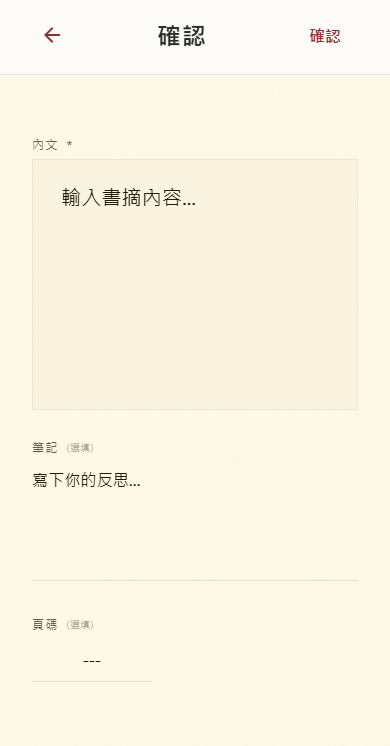 確認 確認
內文 *
輸入書摘內容...
筆記 (選填)
寫下你的反思...
頁碼 (選填)
---